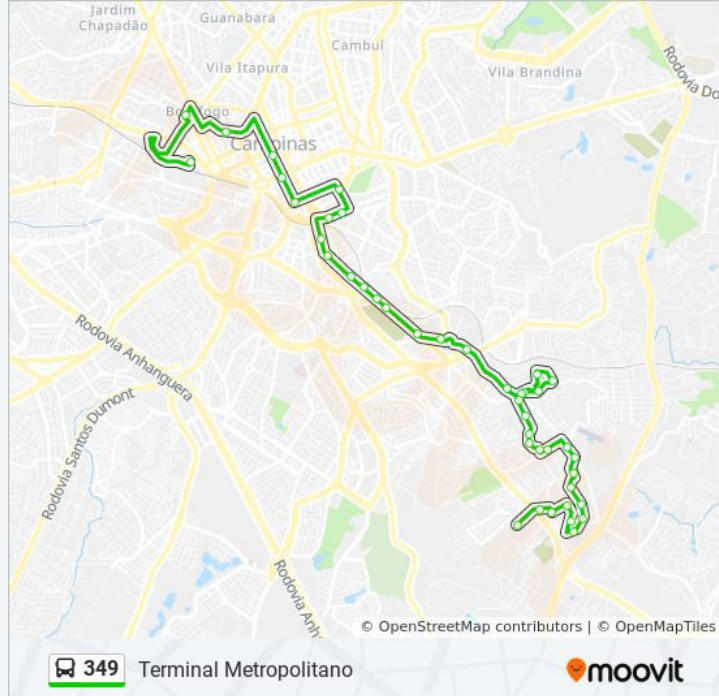 Jardim
Chapadão
Guanabara
Cambuí
Vila Itapura
Vila Brandina
Rodovia Do
Campinas
Rodovia Anhanguera
Rodovia Santos Dumont
Rodovia Anh
© OpenStreetMap contributors | © OpenMapTiles
349 Terminal Metropolitano
moovit